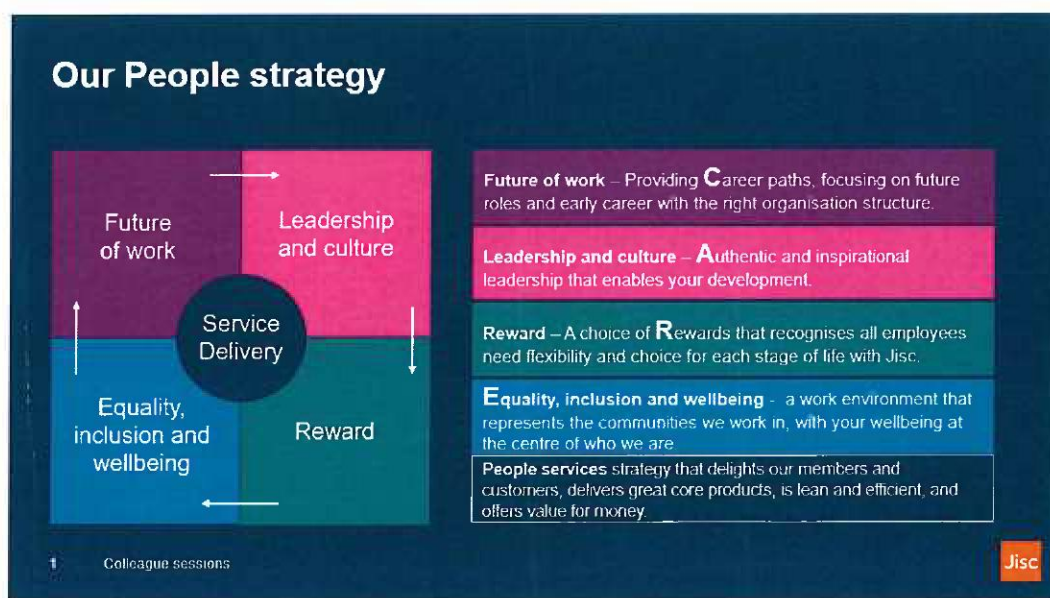 Our People strategy
Future
of work
Leadership
and culture
Service
Delivery
Equality,
inclusion and
wellbeing
Reward
Future of work – Providing Career paths, focusing on future
roles and early career with the right organisation structure.
Leadership and culture – Authentic and inspirational
leadership that enables your development.
Reward – A choice of Rewards that recognises all employees
need flexibility and choice for each stage of life with Jisc.
Equality, inclusion and wellbeing - a work environment that
represents the communities we work in, with your wellbeing at
the centre of who we are
People services strategy that delights our members and
customers, delivers great core products, is lean and efficient, and
offers value for money.
1 Colleague sessions
Jisc